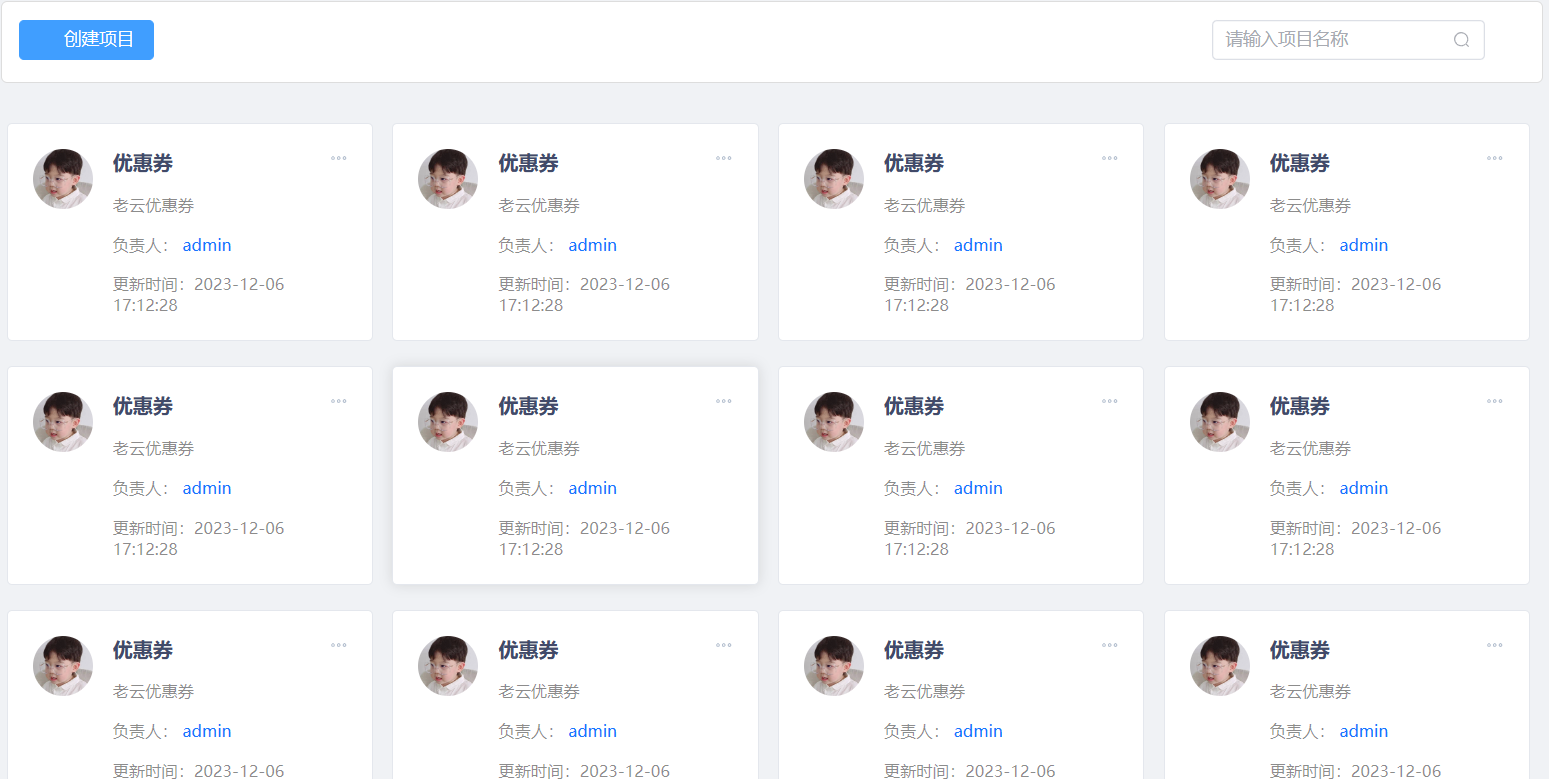 创建项目
请输入项目名称
优惠券 优惠券 优惠券 优惠券
老云优惠券 老云优惠券 老云优惠券 老云优惠券
负责人： admin 负责人： admin 负责人： admin 负责人： admin
更新时间：2023-12-06 更新时间：2023-12-06 更新时间：2023-12-06 更新时间：2023-12-06
17:12:28 17:12:28 17:12:28 17:12:28
优惠券 优惠券 优惠券 优惠券
老云优惠券 老云优惠券 老云优惠券 老云优惠券
负责人： admin 负责人： admin 负责人： admin 负责人： admin
更新时间：2023-12-06 更新时间：2023-12-06 更新时间：2023-12-06 更新时间：2023-12-06
17:12:28 17:12:28 17:12:28 17:12:28
优惠券 优惠券 优惠券 优惠券
老云优惠券 老云优惠券 老云优惠券 老云优惠券
负责人： admin 负责人： admin 负责人： admin 负责人： admin
更新时间：2023-12-06 更新时间：2023-12-06 更新时间：2023-12-06 更新时间：2023-12-06